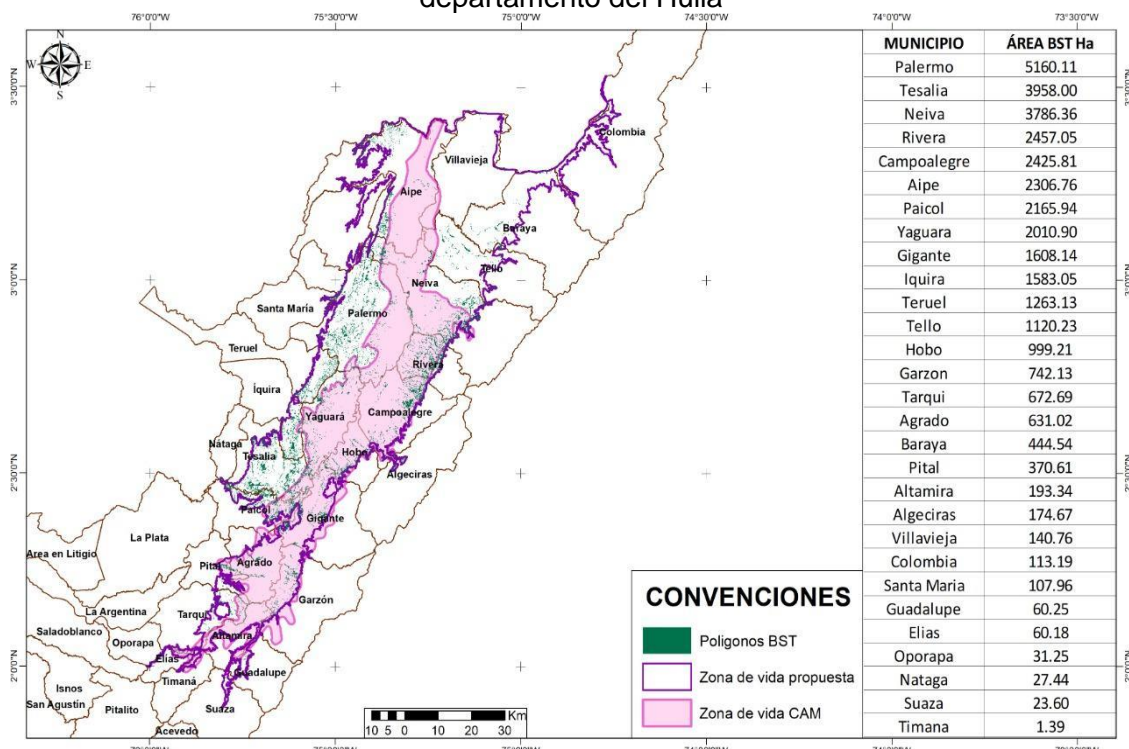 departamento del Huila
76°0'0"W 75°30'0"W 75°0'0"W 74°0'0"W 73°30'0"W
N
W E
S
3°30'0"N
3°0'0"N
2°30'0"N
2°0'0"N
Colombia
Villavieja
Aipe
Baraya
Tello
Neiva
Santa María
Palermo
Teruel
Rivera
Íquira
Yaguará
Campoalegre
Nátaga
Tesalia
Hobo
Algeciras
Paicol
Gigante
La Plata
Area en Litigio
Pital
Agrado
Garzón
La Argentina
Tarqui
Saladoblanco
Oporapa
Altamira
Elias
Guadalupe
Timaná
Isnos
San Agustín
Pitalito
Suaza
Acevedo
10 5 0 10 20 30 Km
CONVENCIONES
Poligonos BST
Zona de vida propuesta
Zona de vida CAM
MUNICIPIO ÁREA BST Ha
Palermo 5160.11
Tesalia 3958.00
Neiva 3786.36
Rivera 2457.05
Campoalegre 2425.81
Aipe 2306.76
Paicol 2165.94
Yaguara 2010.90
Gigante 1608.14
Iquira 1583.05
Teruel 1263.13
Tello 1120.23
Hobo 999.21
Garzon 742.13
Tarqui 672.69
Agrado 631.02
Baraya 444.54
Pital 370.61
Altamira 193.34
Algeciras 174.67
Villavieja 140.76
Colombia 113.19
Santa Maria 107.96
Guadalupe 60.25
Elias 60.18
Oporapa 31.25
Nataga 27.44
Suaza 23.60
Timana 1.39